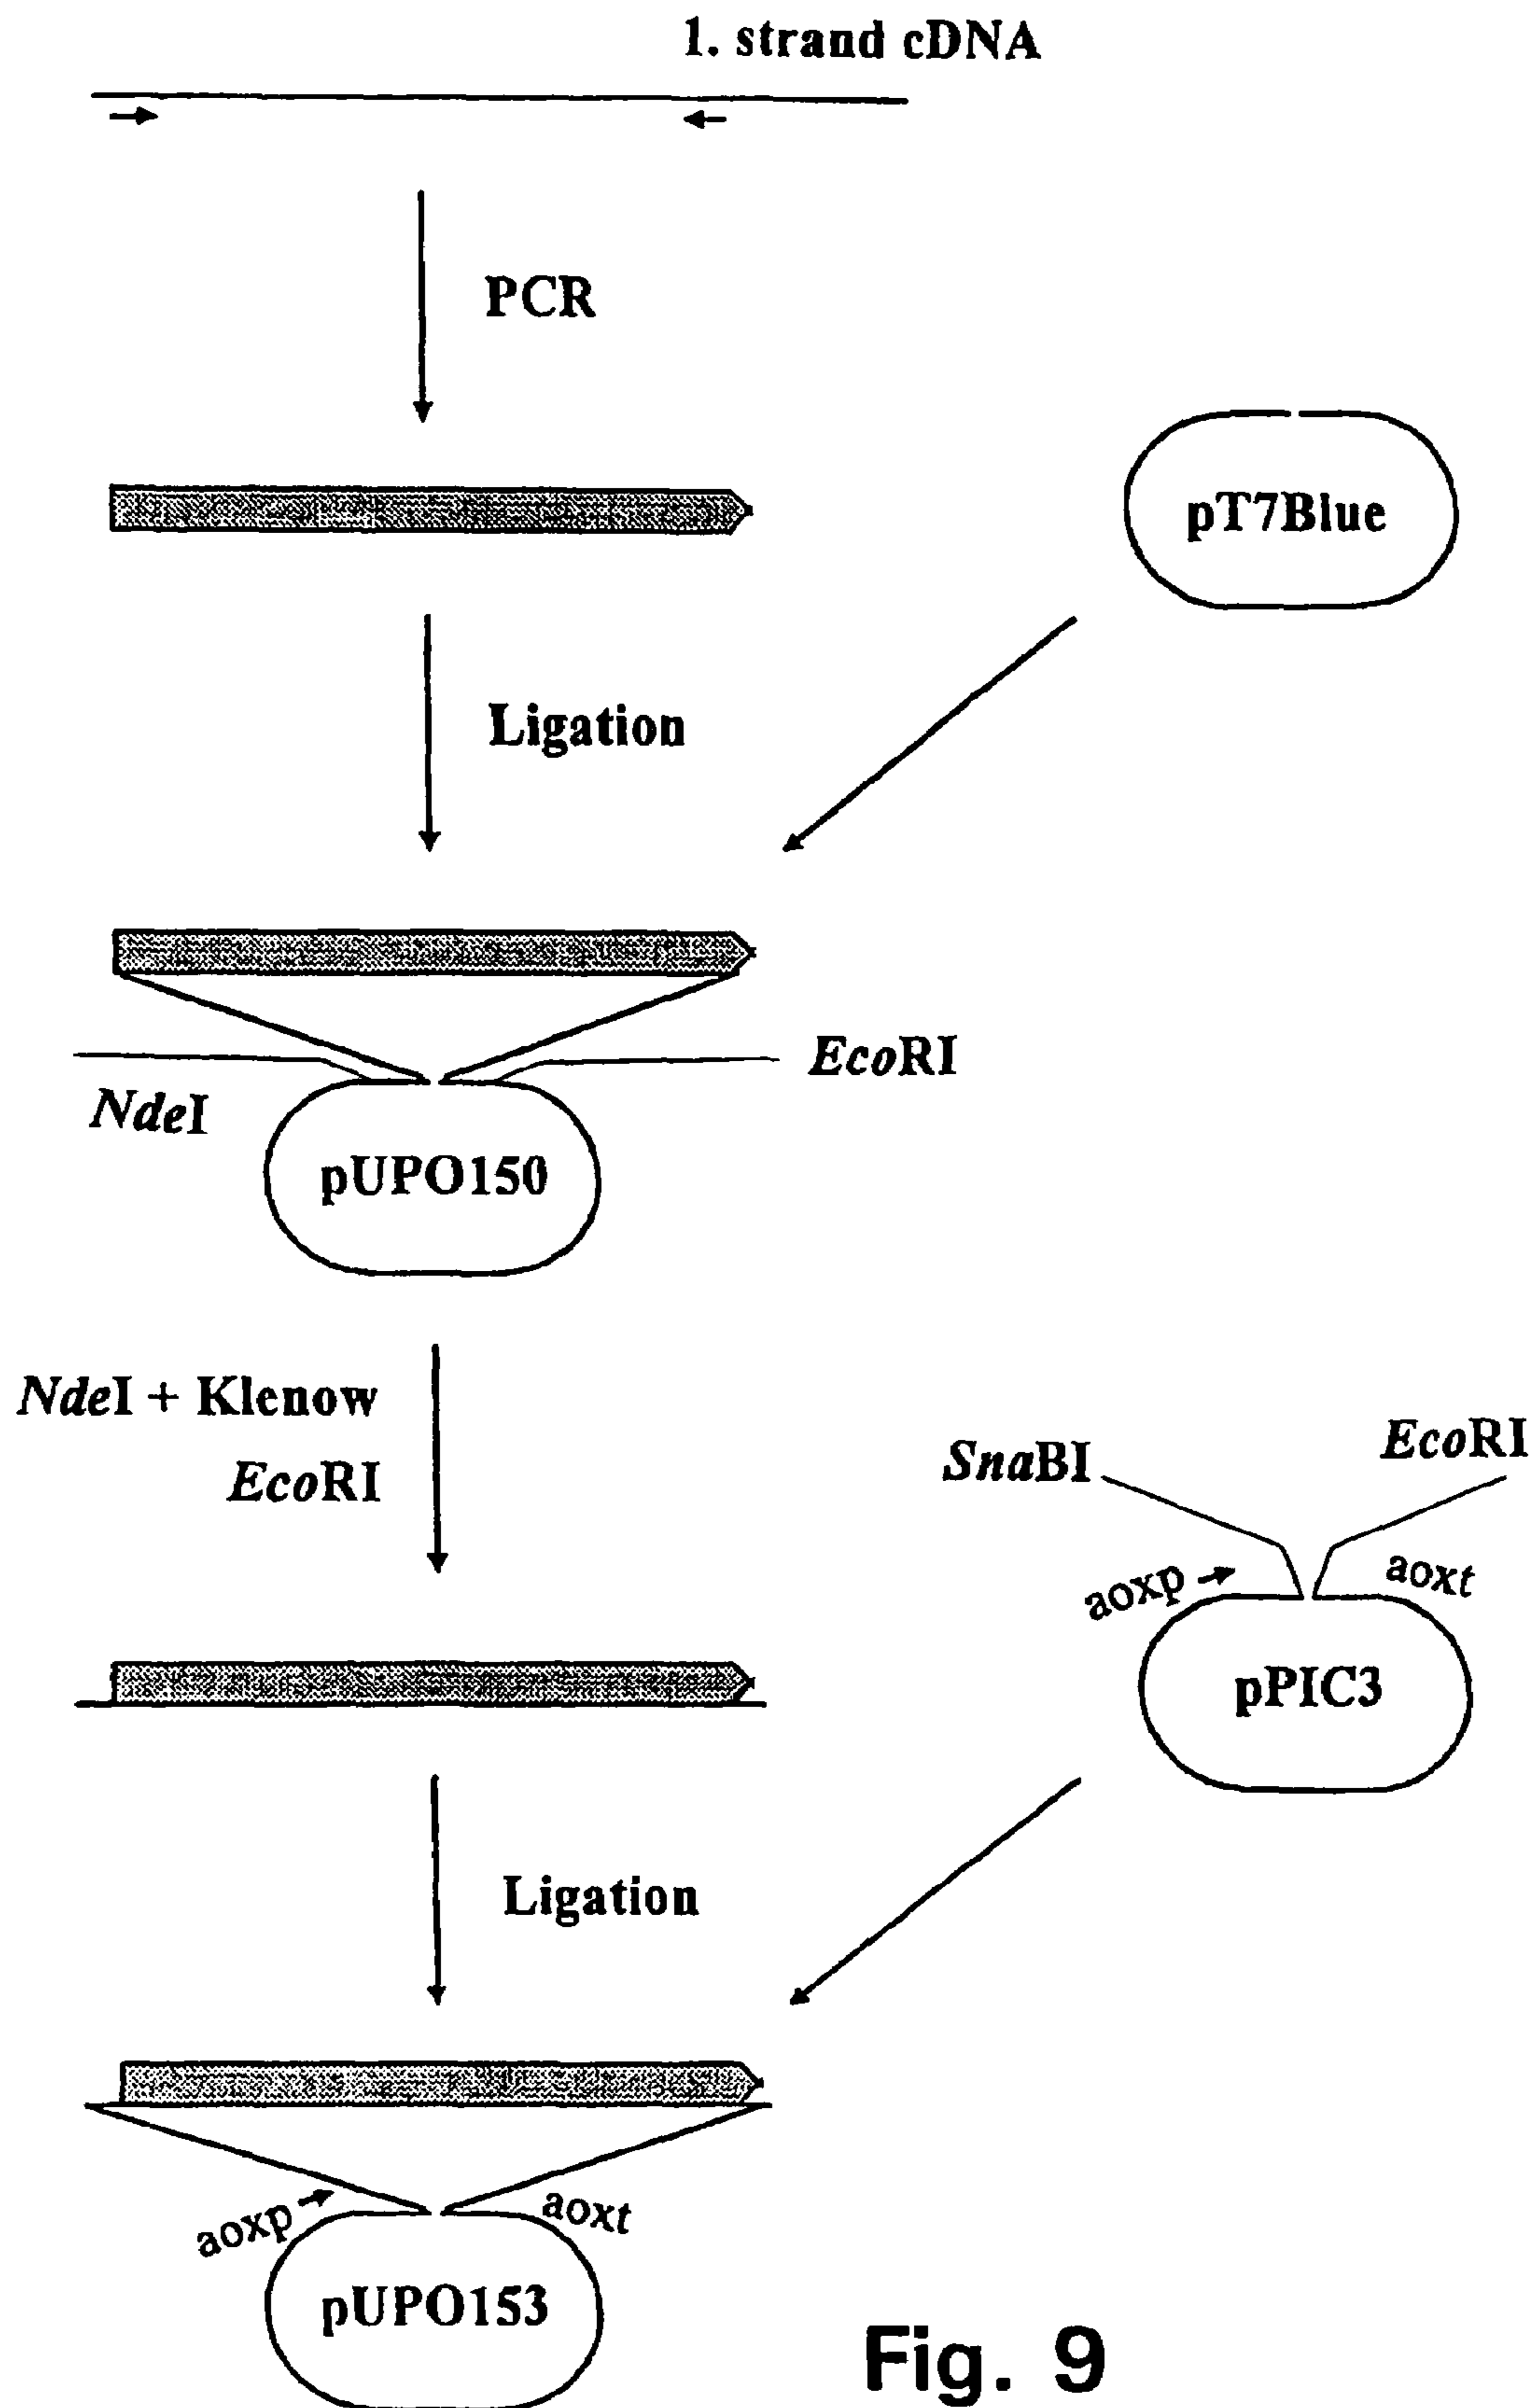 1. strand cDNA
PCR
pT7Blue
Ligation
EcoRI
NdeI
pUPO150
NdeI + Klenow
EcoRI
SnaBI
EcoRI
aoxp
aoxt
pPIC3
Ligation
aoxp
aoxt
pUPO153
Fig. 9